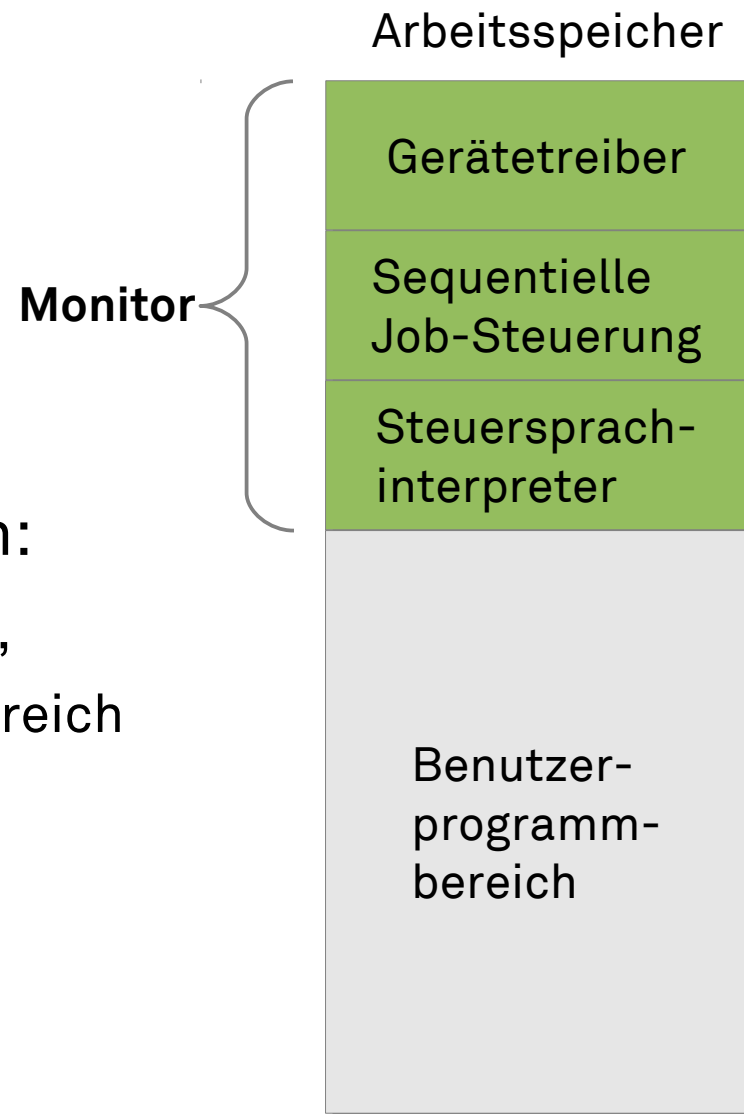 Arbeitsspeicher
Gerätetreiber
Monitor
Sequentielle
Job-Steuerung
Steuersprach-
interpreter
:
,
reich
Benutzer-
programm-
bereich